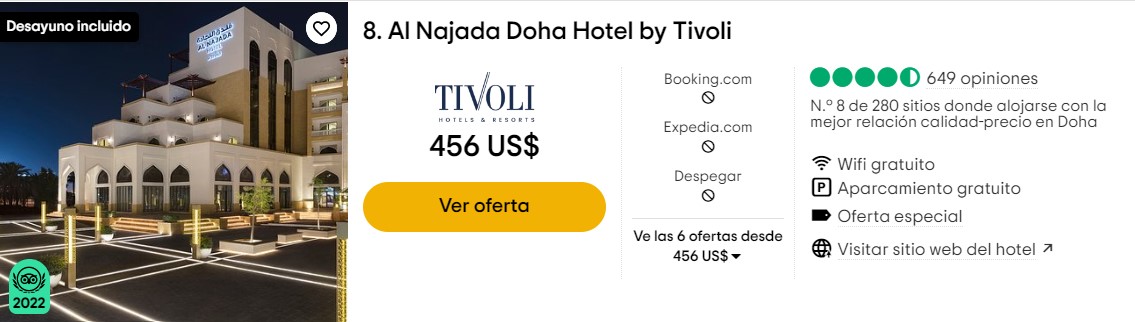 Desayuno incluido
AL NAJADA
2022
8. Al Najada Doha Hotel by Tivoli
TIVOLI
HOTELS & RESORTS
456 US$
Ver oferta
Booking.com
Expedia.com
Despegar
Ve las 6 ofertas desde
456 US$
649 opiniones
N.º 8 de 280 sitios donde alojarse con la
mejor relación calidad-precio en Doha
Wifi gratuito
P Aparcamiento gratuito
Oferta especial
Visitar sitio web del hotel